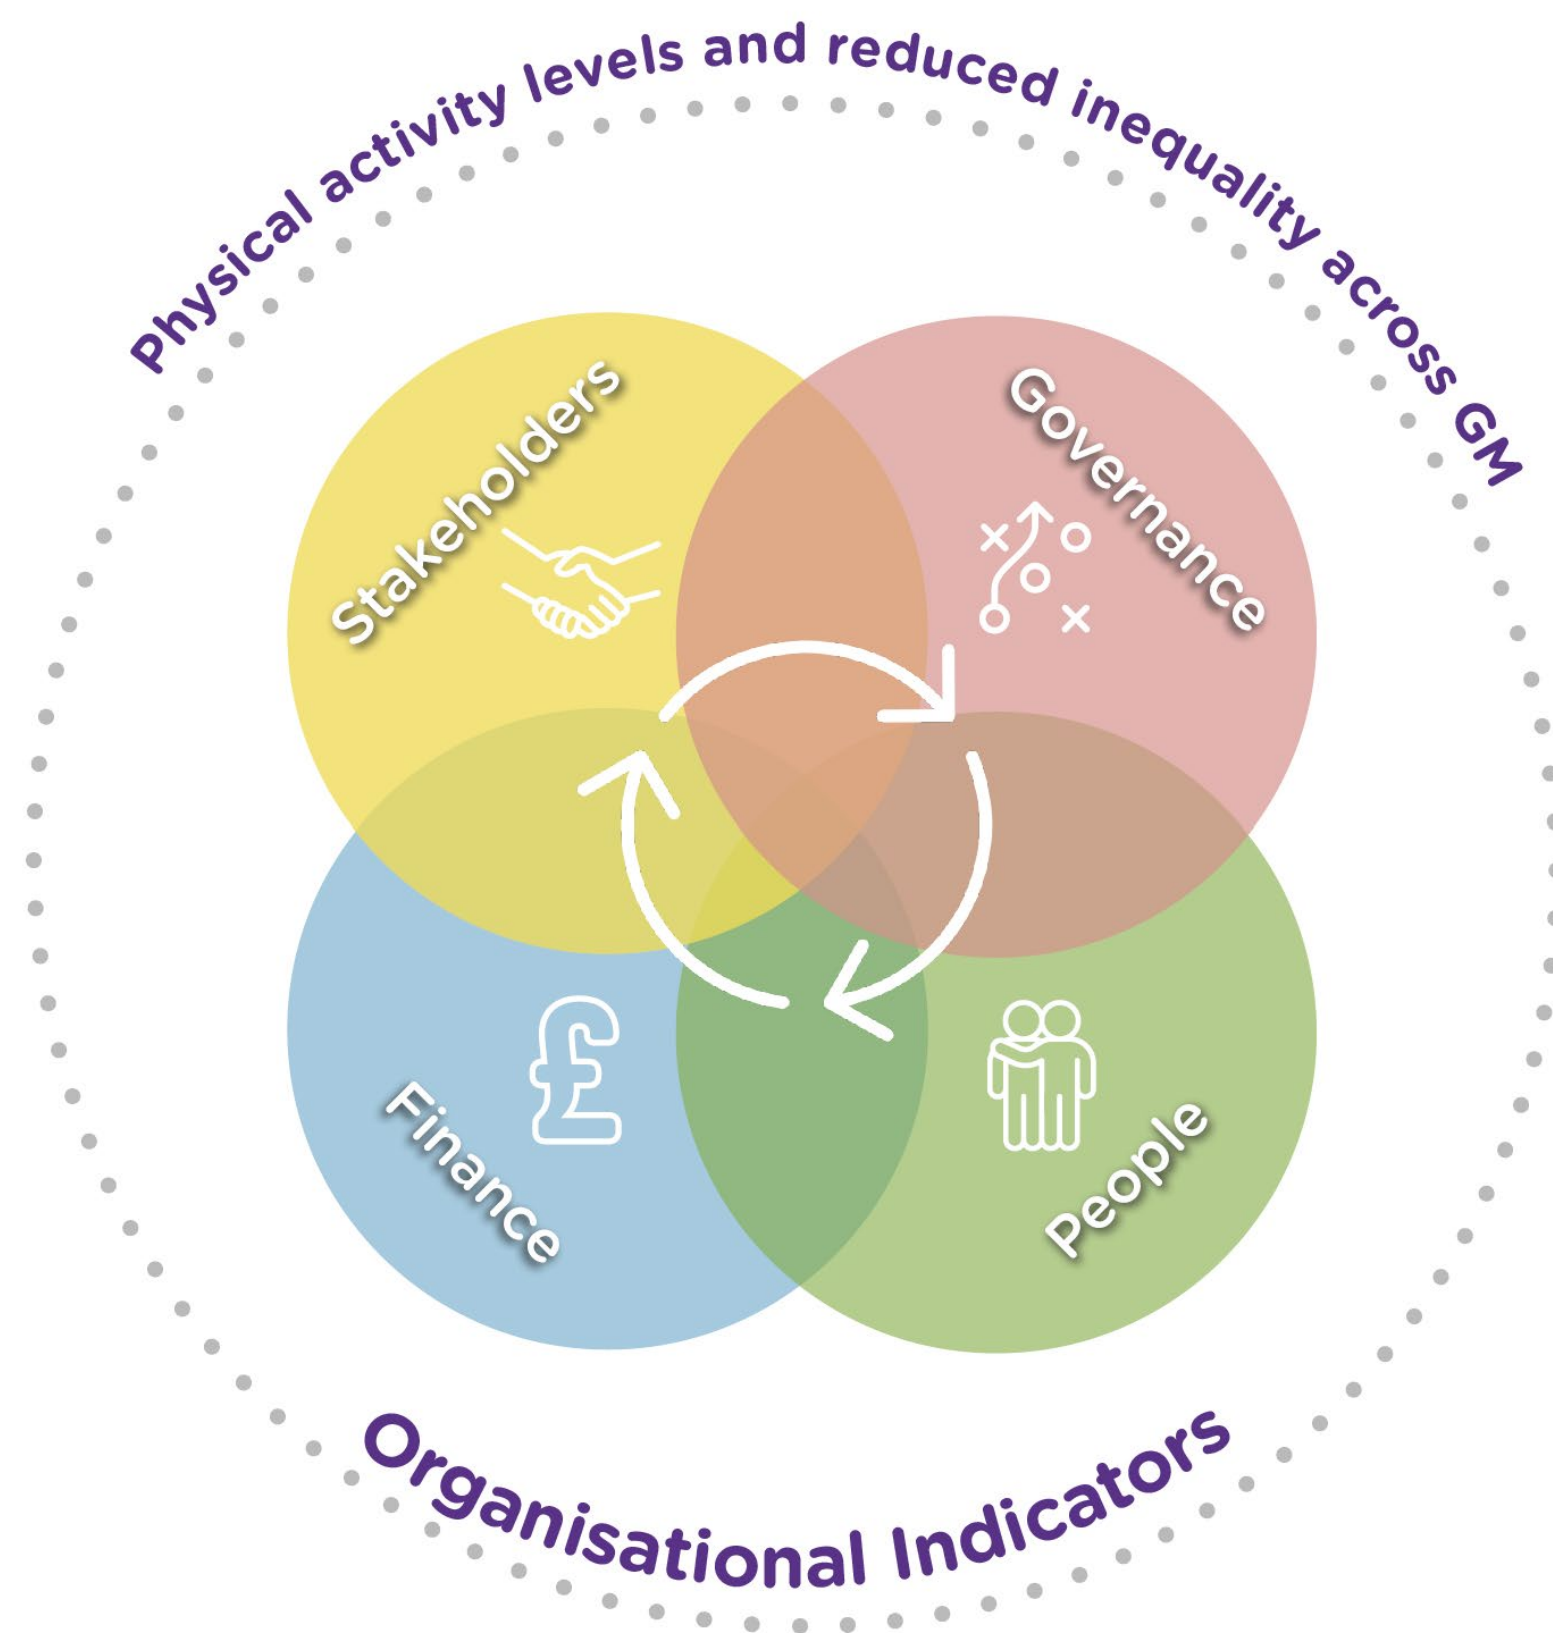 Physical activity levels and reduced inequality across GM
Stakeholders
Governance
£
Finance
People
Organisational Indicators